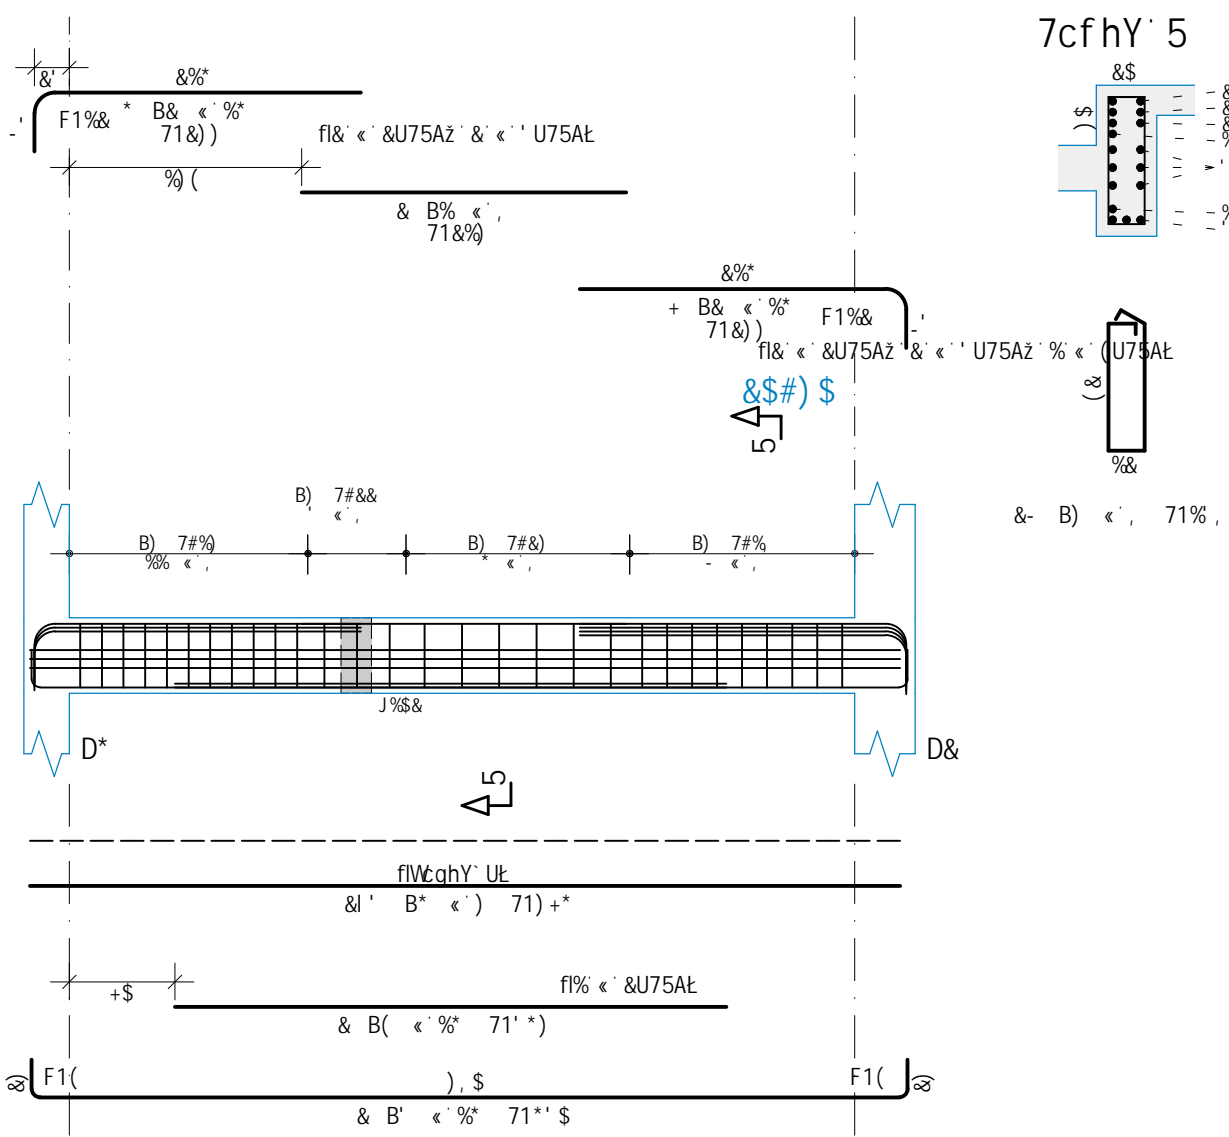 7cfhY˙5
&$
)$
&'
&%*
-'
F1%&
* B& «˙%*
71&))
fl&˙«˙&U75Až˙&˙«˙'U75AŁ
%)(
& B% «˙,
71&%)
&%*
+ B& «˙%*
71&))
F1%&
-'
fl&˙«˙&U75Až˙&˙«˙'U75Až˙%˙«˙(U75AŁ
&$#)$
5
(&
%&
&- B) «˙, 71%',
B) 7#&&
' «˙,
B) 7#%)
%% «˙,
B) 7#&)
* «˙,
B) 7#%,
- «˙,
J%$&
D*
D&
5
flWcghY`UŁ
&l' B* «˙) 71)+*
+$
fl%˙«˙&U75AŁ
& B( «˙%* 71'*)
&)
F1(
),$
F1(
&)
& B' «˙%* 71*'$